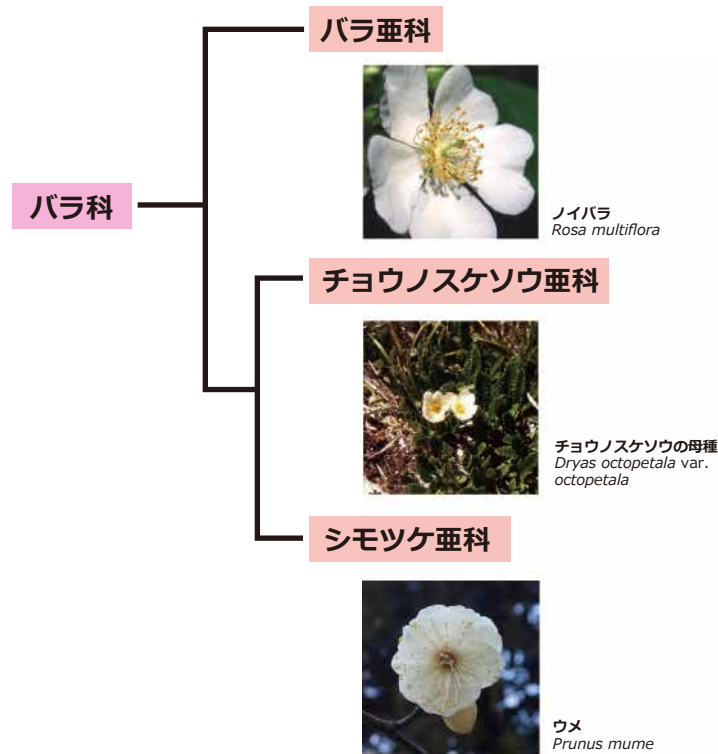 バラ亜科
ノイバラ
Rosa multiflora
バラ科
チョウノスケソウ亜科
チョウノスケソウの母種
Dryas octopetala var.
octopetala
シモツケ亜科
ウメ
Prunus mume